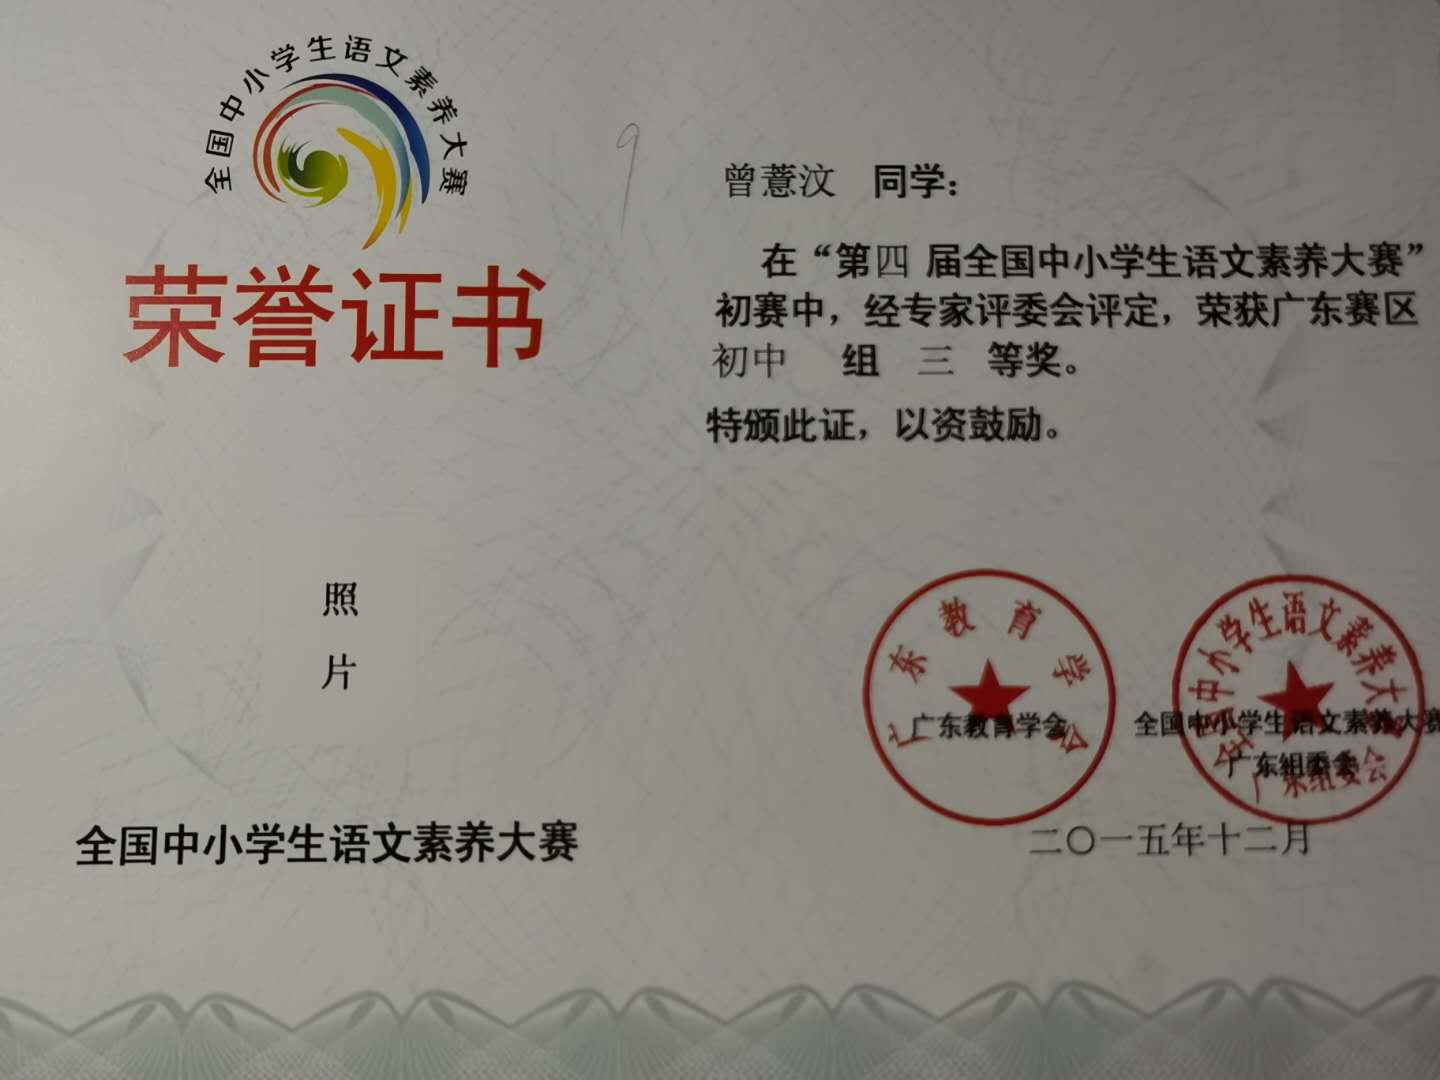 全国中小学生语文素养大赛
荣誉证书
照
片
全国中小学生语文素养大赛
9
曾薏汶 同学：
在“第四 届全国中小学生语文素养大赛”
初赛中，经专家评委会评定，荣获广东赛区
初中 组 三 等奖。
特颁此证，以资鼓励。
广东教育学会
广东教育学会
全国中小学生语文素养大赛
广东组委会
全国中小学生语文素养大赛
广东组委会
二〇一五年十二月